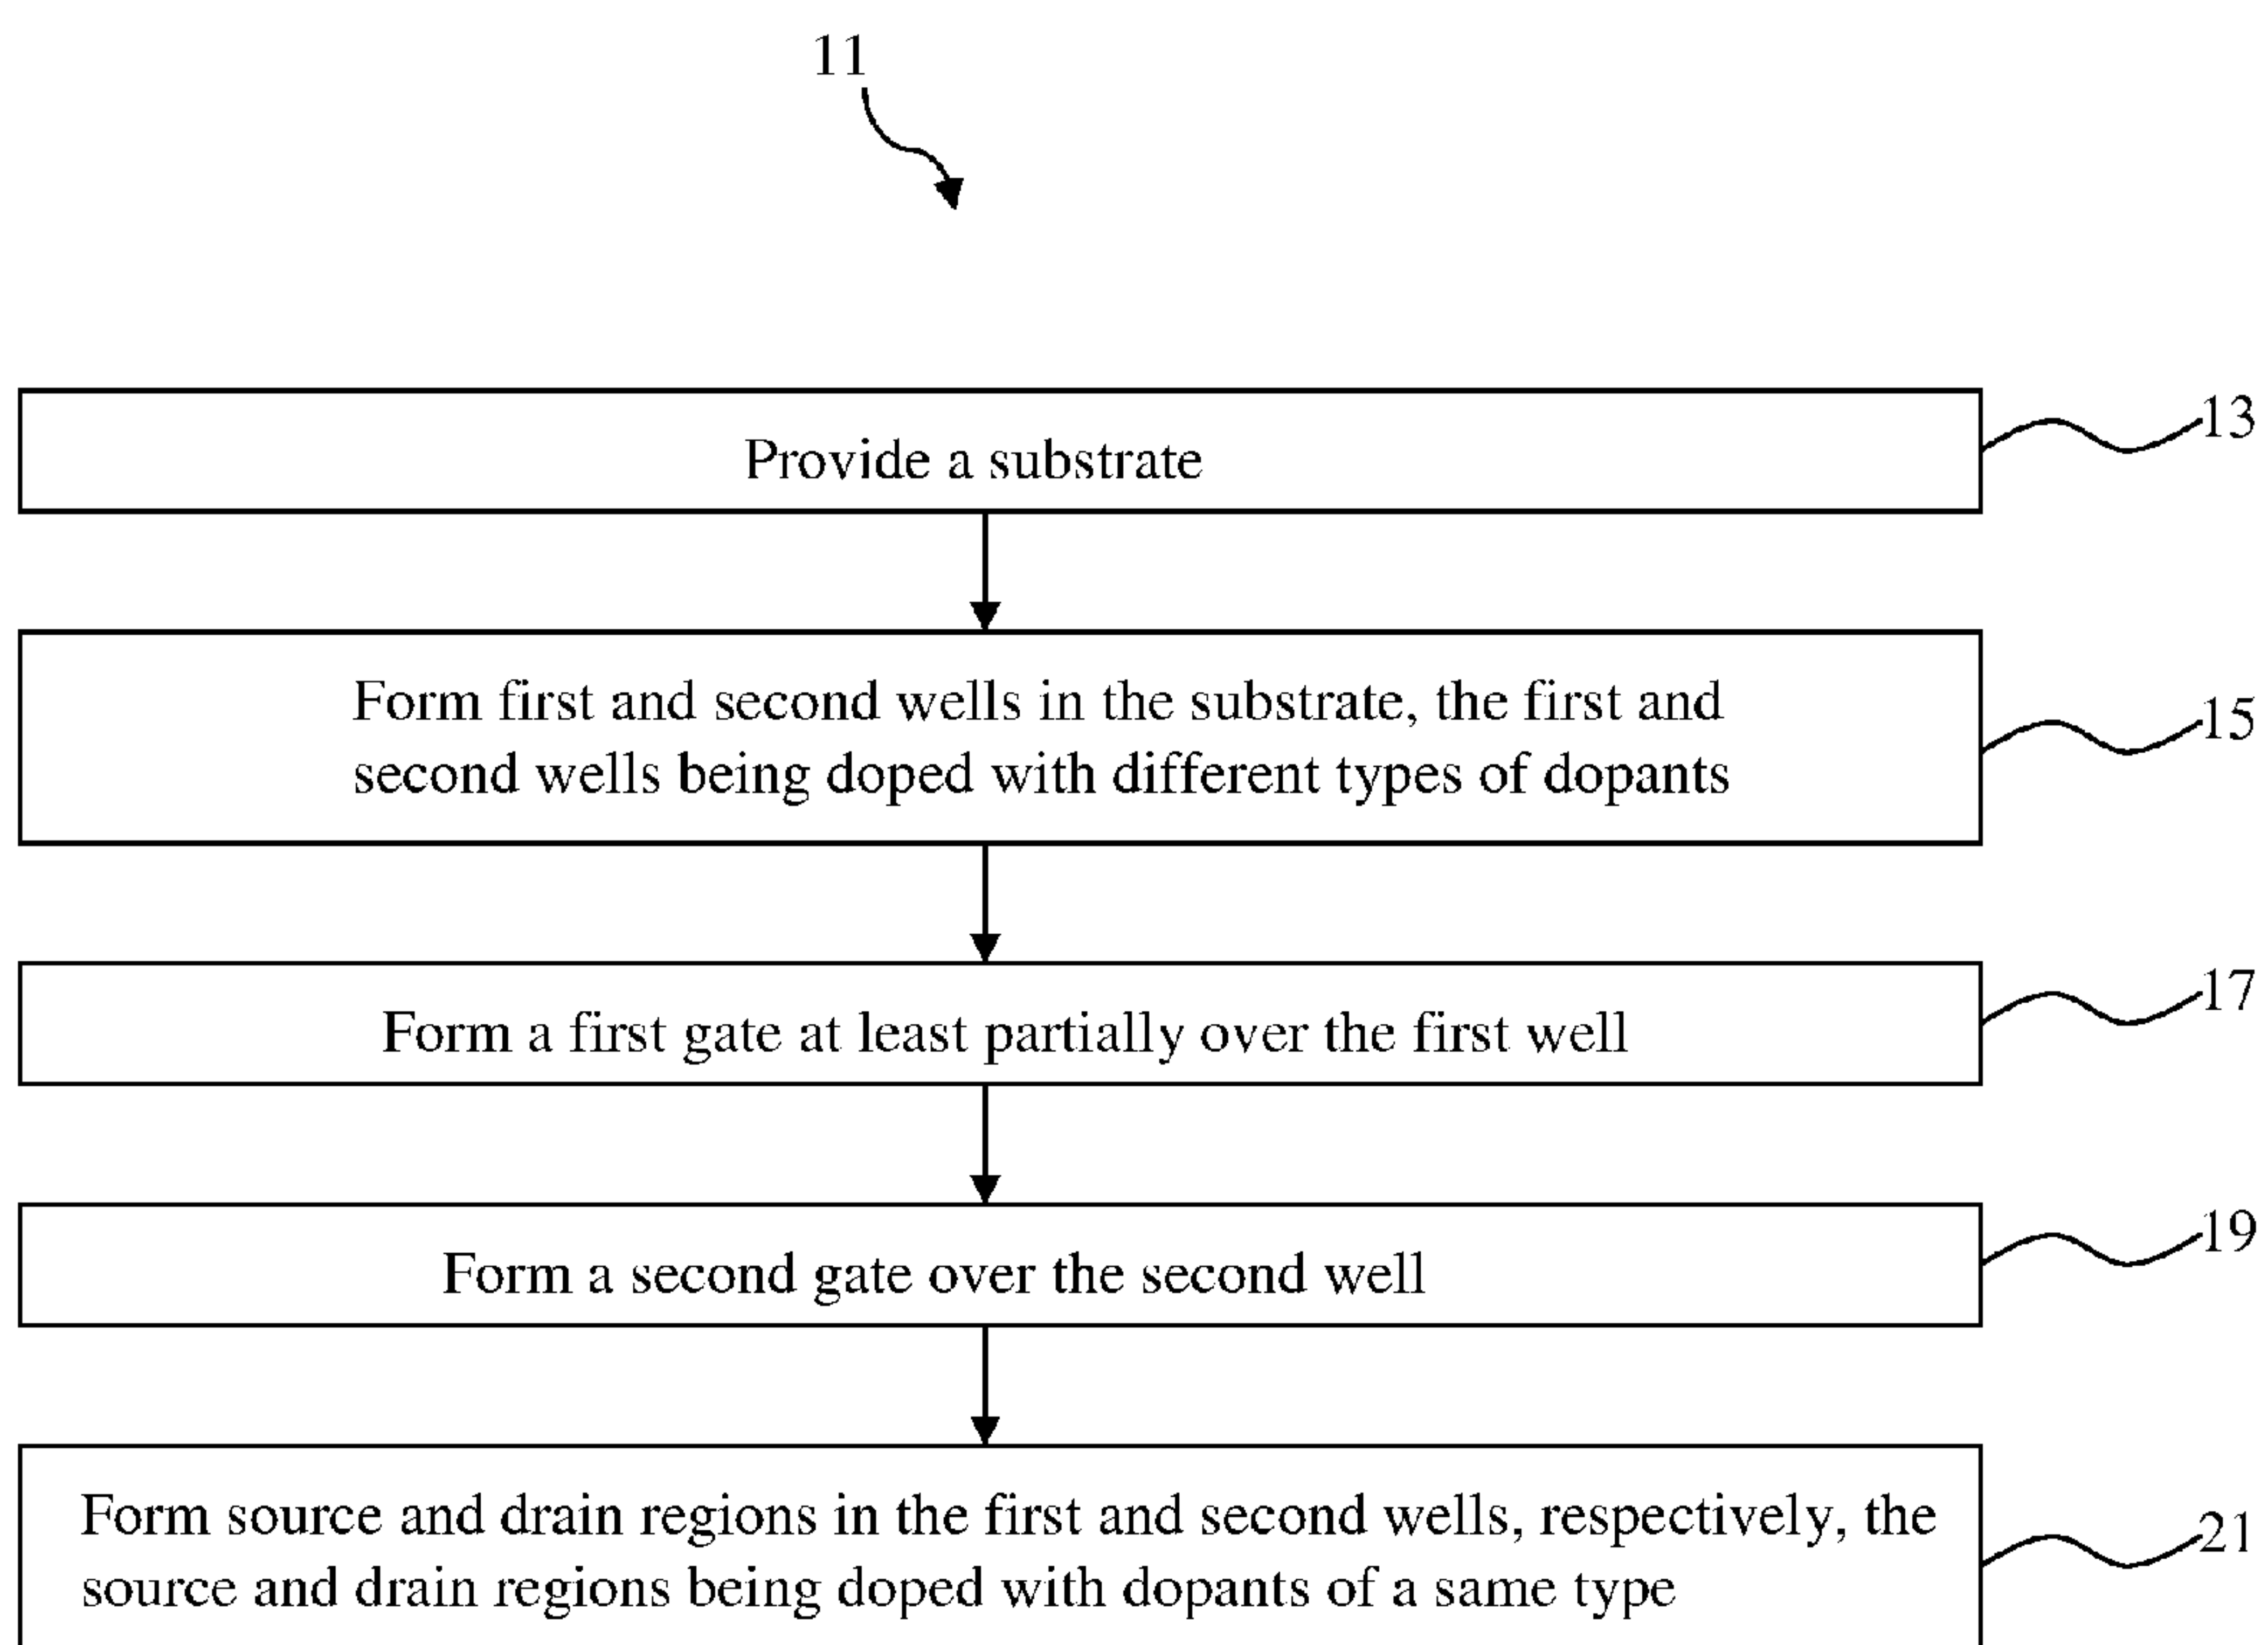 11
Provide a substrate
13
Form first and second wells in the substrate, the first and
second wells being doped with different types of dopants
15
Form a first gate at least partially over the first well
17
Form a second gate over the second well
19
Form source and drain regions in the first and second wells, respectively, the
source and drain regions being doped with dopants of a same type
21